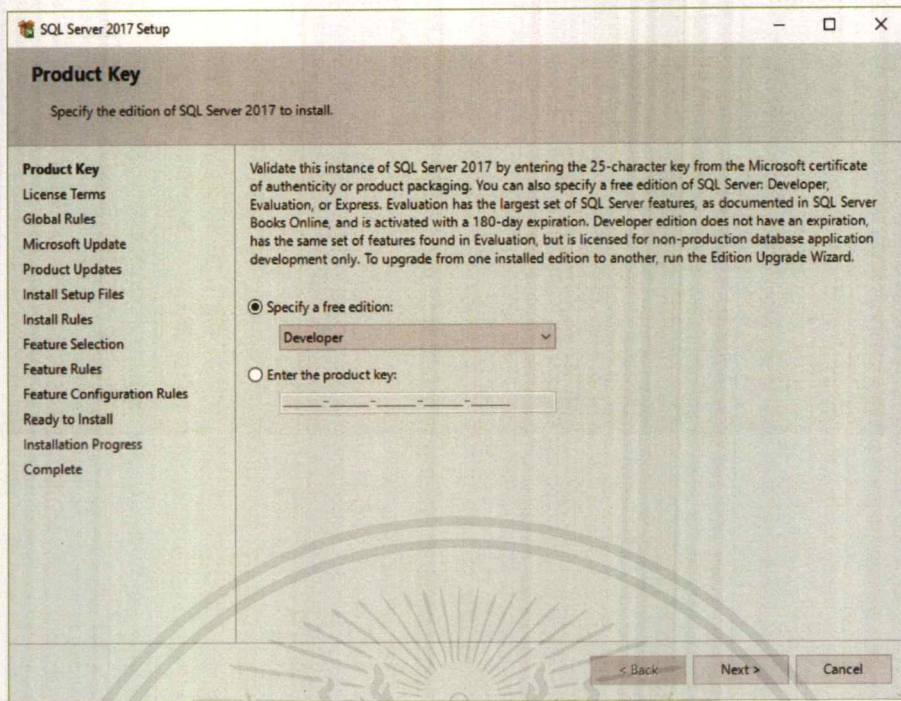 SQL Server 2017 Setup
Product Key
Specify the edition of SQL Server 2017 to install.
Product Key
License Terms
Global Rules
Microsoft Update
Product Updates
Install Setup Files
Install Rules
Feature Selection
Feature Rules
Feature Configuration Rules
Ready to Install
Installation Progress
Complete
Validate this instance of SQL Server 2017 by entering the 25-character key from the Microsoft certificate
of authenticity or product packaging. You can also specify a free edition of SQL Server: Developer,
Evaluation, or Express. Evaluation has the largest set of SQL Server features, as documented in SQL Server
Books Online, and is activated with a 180-day expiration. Developer edition does not have an expiration,
has the same set of features found in Evaluation, but is licensed for non-production database application
development only. To upgrade from one installed edition to another, run the Edition Upgrade Wizard.
Specify a free edition:
Developer
Enter the product key:
_____-_____-_____-_____-_____
< Back
Next >
Cancel